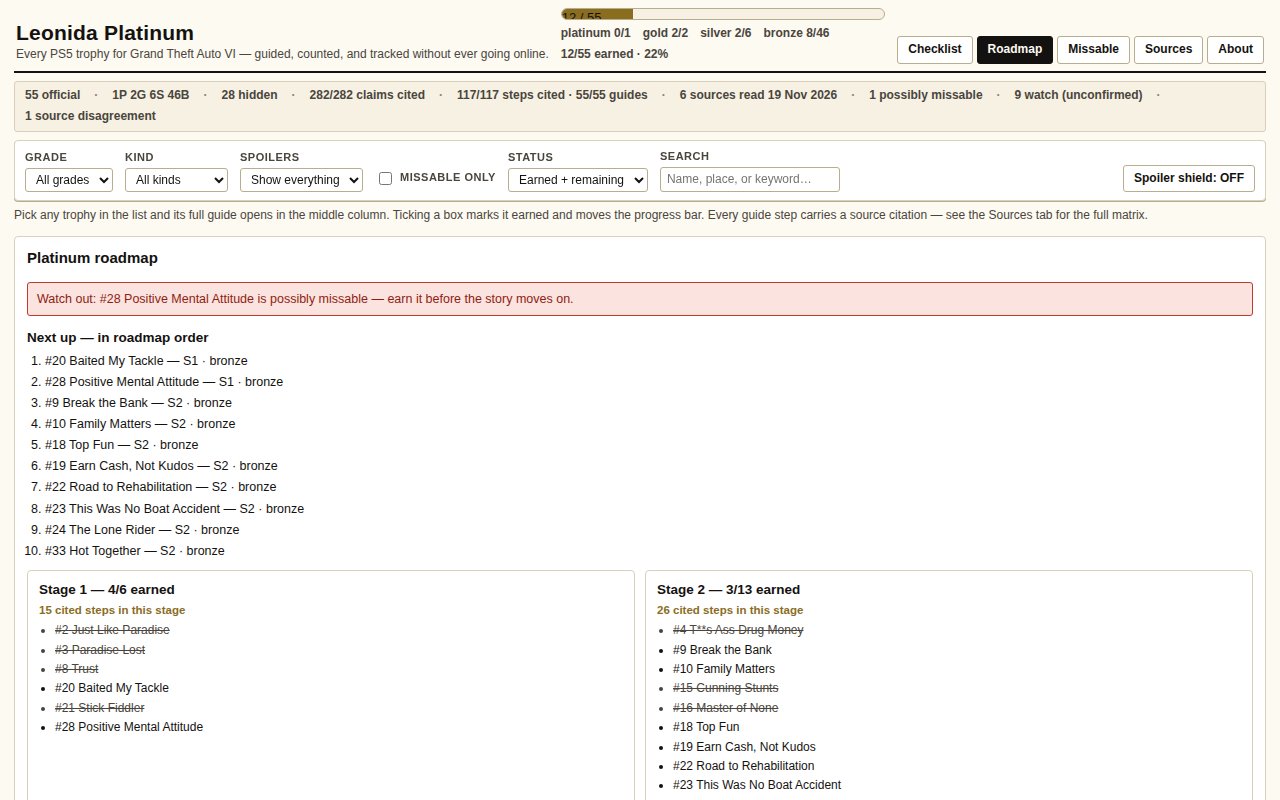 12 / 55
Leonida Platinum
Every PS5 trophy for Grand Theft Auto VI — guided, counted, and tracked without ever going online.
platinum 0/1 gold 2/2 silver 2/6 bronze 8/46
12/55 earned · 22%
Checklist Roadmap Missable Sources About
55 official · 1P 2G 6S 46B · 28 hidden · 282/282 claims cited · 117/117 steps cited · 55/55 guides · 6 sources read 19 Nov 2026 · 1 possibly missable · 9 watch (unconfirmed) ·
1 source disagreement
GRADE KIND SPOILERS STATUS SEARCH
All grades All kinds Show everything MISSABLE ONLY Earned + remaining Name, place, or keyword… Spoiler shield: OFF
Pick any trophy in the list and its full guide opens in the middle column. Ticking a box marks it earned and moves the progress bar. Every guide step carries a source citation — see the Sources tab for the full matrix.
Platinum roadmap
Watch out: #28 Positive Mental Attitude is possibly missable — earn it before the story moves on.
Next up — in roadmap order
1. #20 Baited My Tackle — S1 · bronze
2. #28 Positive Mental Attitude — S1 · bronze
3. #9 Break the Bank — S2 · bronze
4. #10 Family Matters — S2 · bronze
5. #18 Top Fun — S2 · bronze
6. #19 Earn Cash, Not Kudos — S2 · bronze
7. #22 Road to Rehabilitation — S2 · bronze
8. #23 This Was No Boat Accident — S2 · bronze
9. #24 The Lone Rider — S2 · bronze
10. #33 Hot Together — S2 · bronze
Stage 1 — 4/6 earned
15 cited steps in this stage
#2 Just Like Paradise
#3 Paradise Lost
#8 Trust
#20 Baited My Tackle
#21 Stick Fiddler
#28 Positive Mental Attitude
Stage 2 — 3/13 earned
26 cited steps in this stage
#4 T**s Ass Drug Money
#9 Break the Bank
#10 Family Matters
#15 Cunning Stunts
#16 Master of None
#18 Top Fun
#19 Earn Cash, Not Kudos
#22 Road to Rehabilitation
#23 This Was No Boat Accident